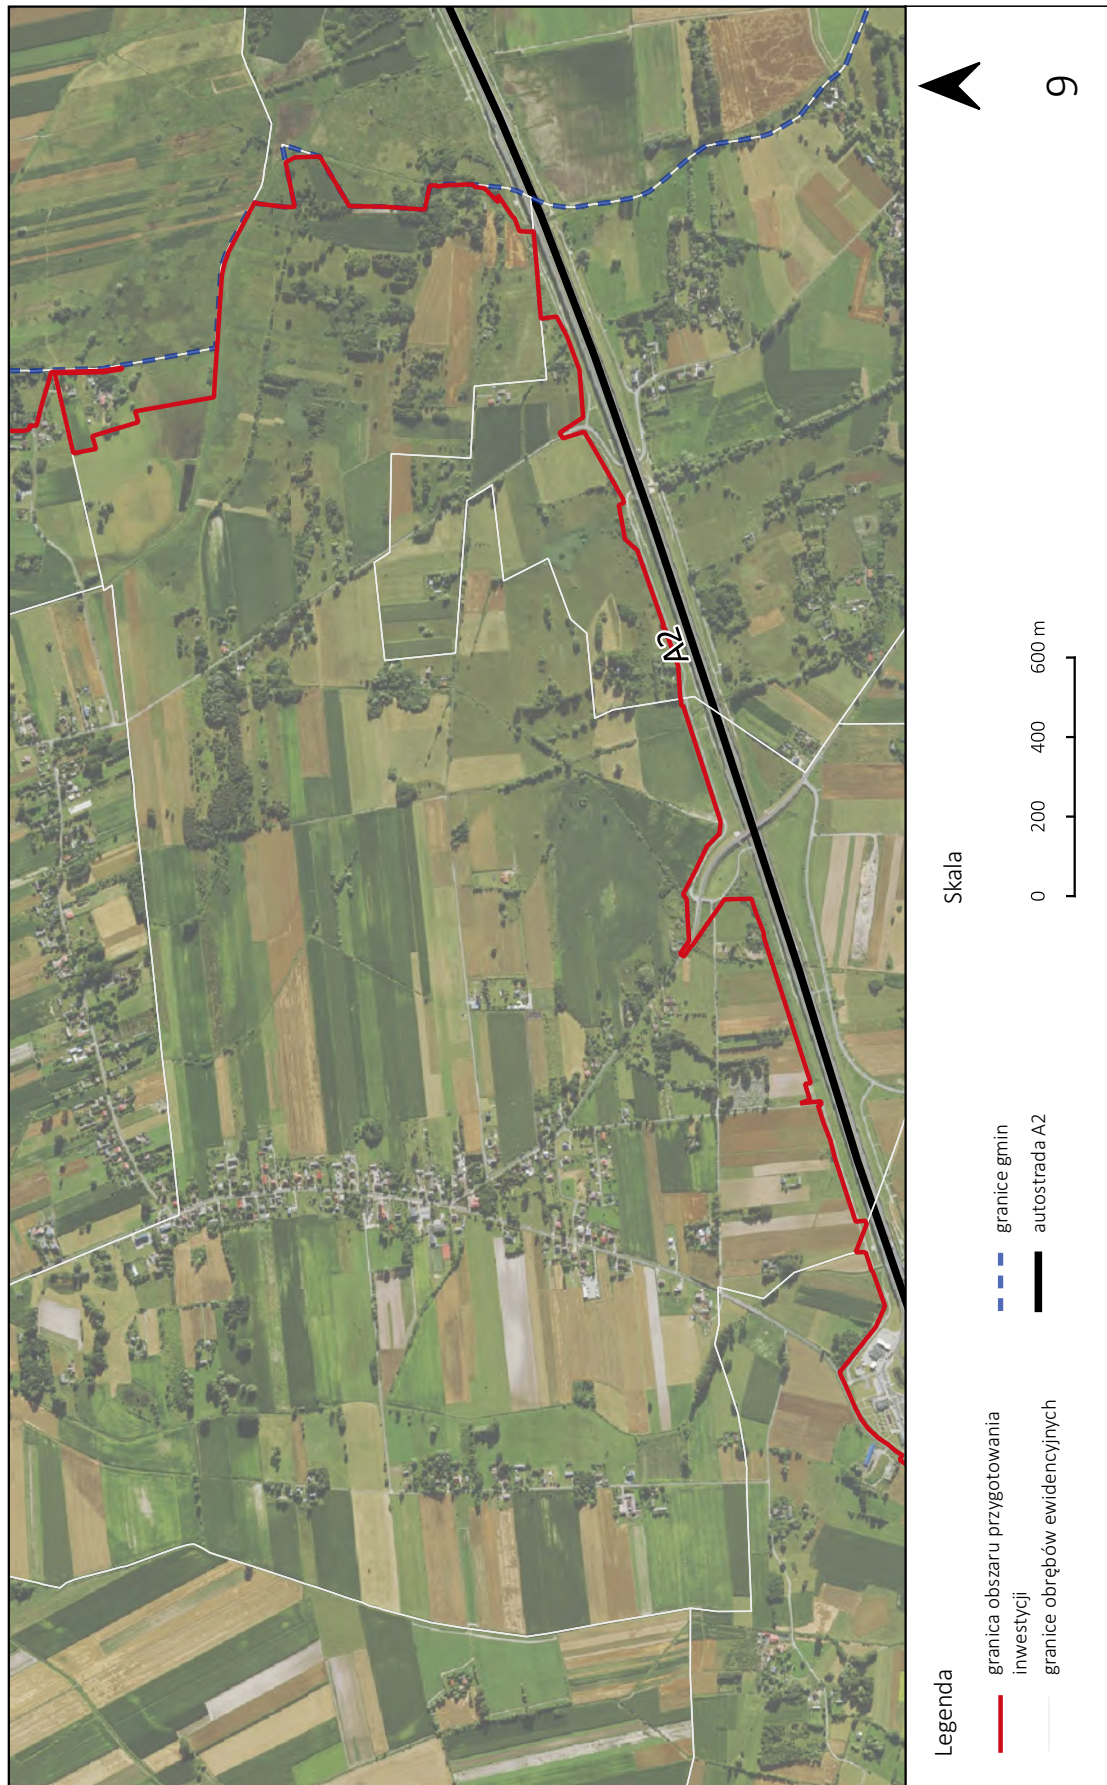 A2
Legenda
granica obszaru przygotowania
inwestycji
granice obrębów ewidencyjnych
granice gmin
autostrada A2
Skala
0 200 400 600 m
9